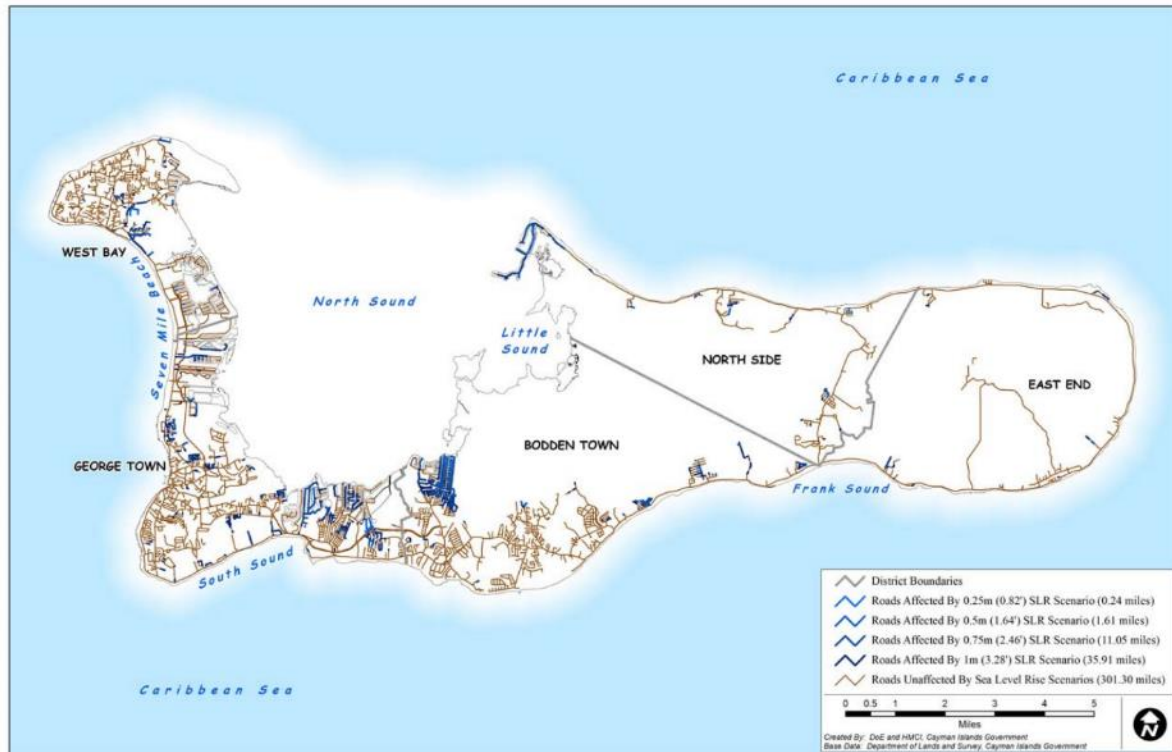 Caribbean Sea
WEST BAY
Seven Mile Beach
North Sound
Little
Sound
NORTH SIDE
EAST END
BODDEN TOWN
GEORGE TOWN
Frank Sound
South Sound
Caribbean Sea
District Boundaries
Roads Affected By 0.25m (0.82') SLR Scenario (0.24 miles)
Roads Affected By 0.5m (1.64') SLR Scenario (1.61 miles)
Roads Affected By 0.75m (2.46') SLR Scenario (11.05 miles)
Roads Affected By 1m (3.28') SLR Scenario (35.91 miles)
Roads Unaffected By Sea Level Rise Scenarios (301.30 miles)
0 0.5 1 2 3 4 5
Miles
N
Created By: DoE and HMCI, Cayman Islands Government
Base Data: Department of Lands and Survey, Cayman Islands Government